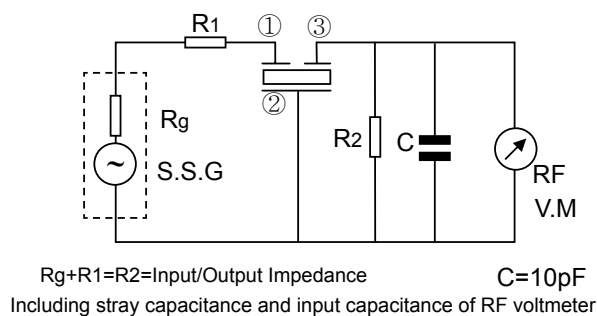 R1
①
③
②
Rg
~
S.S.G
R2
C
RF
V.M
Rg+R1=R2=Input/Output Impedance
C=10pF
Including stray capacitance and input capacitance of RF voltmeter